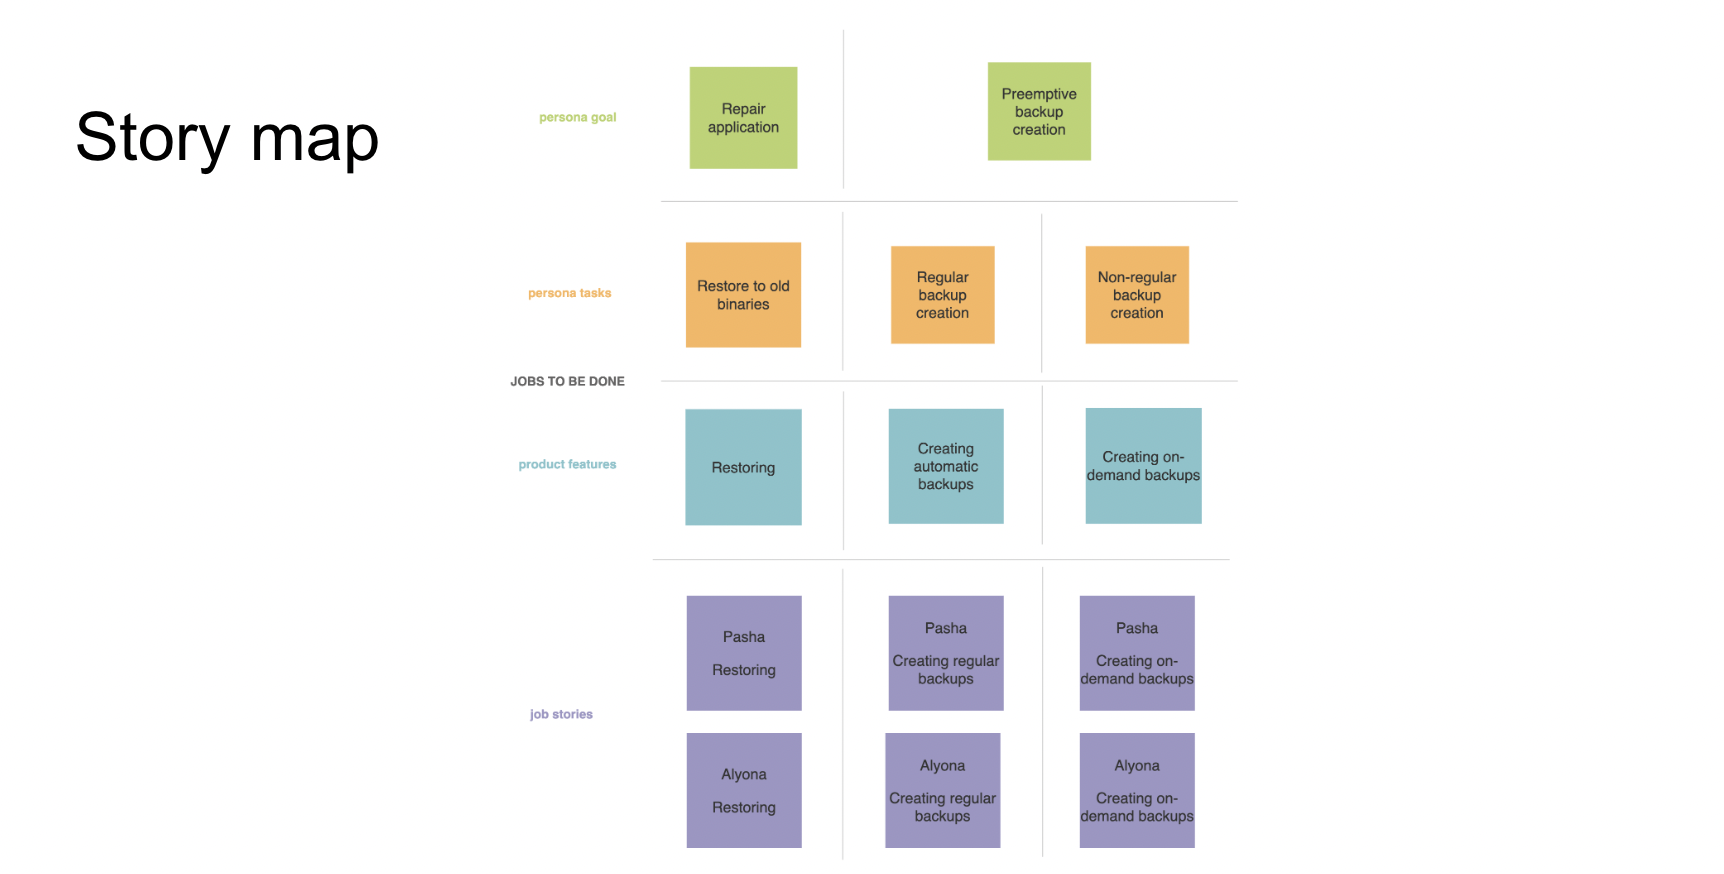 Story map
persona goal
Repair
application
Preemptive
backup
creation
persona tasks
Restore to old
binaries
Regular
backup
creation
Non-regular
backup
creation
JOBS TO BE DONE
product features
Restoring
Creating
automatic
backups
Creating on-
demand backups
job stories
Pasha
Restoring
Pasha
Creating regular
backups
Pasha
Creating on-
demand backups
Alyona
Restoring
Alyona
Creating regular
backups
Alyona
Creating on-
demand backups